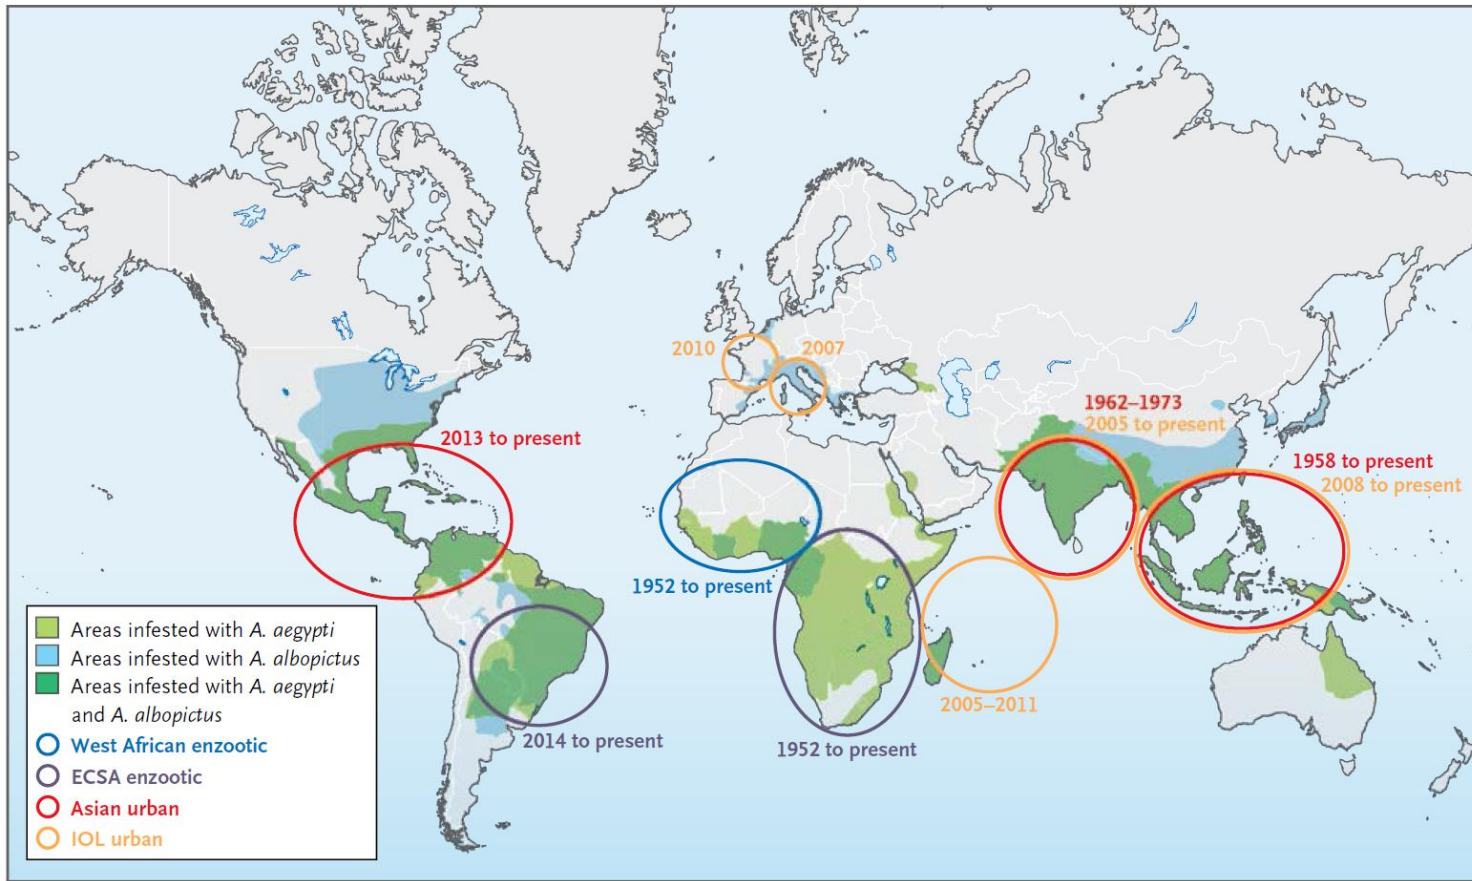 2010
2007
1962–1973
2005 to present
2013 to present
1958 to present
2008 to present
1952 to present
2005–2011
2014 to present
1952 to present
Areas infested with A. aegypti
Areas infested with A. albopictus
Areas infested with A. aegypti
and A. albopictus
West African enzootic
ECSA enzootic
Asian urban
IOL urban